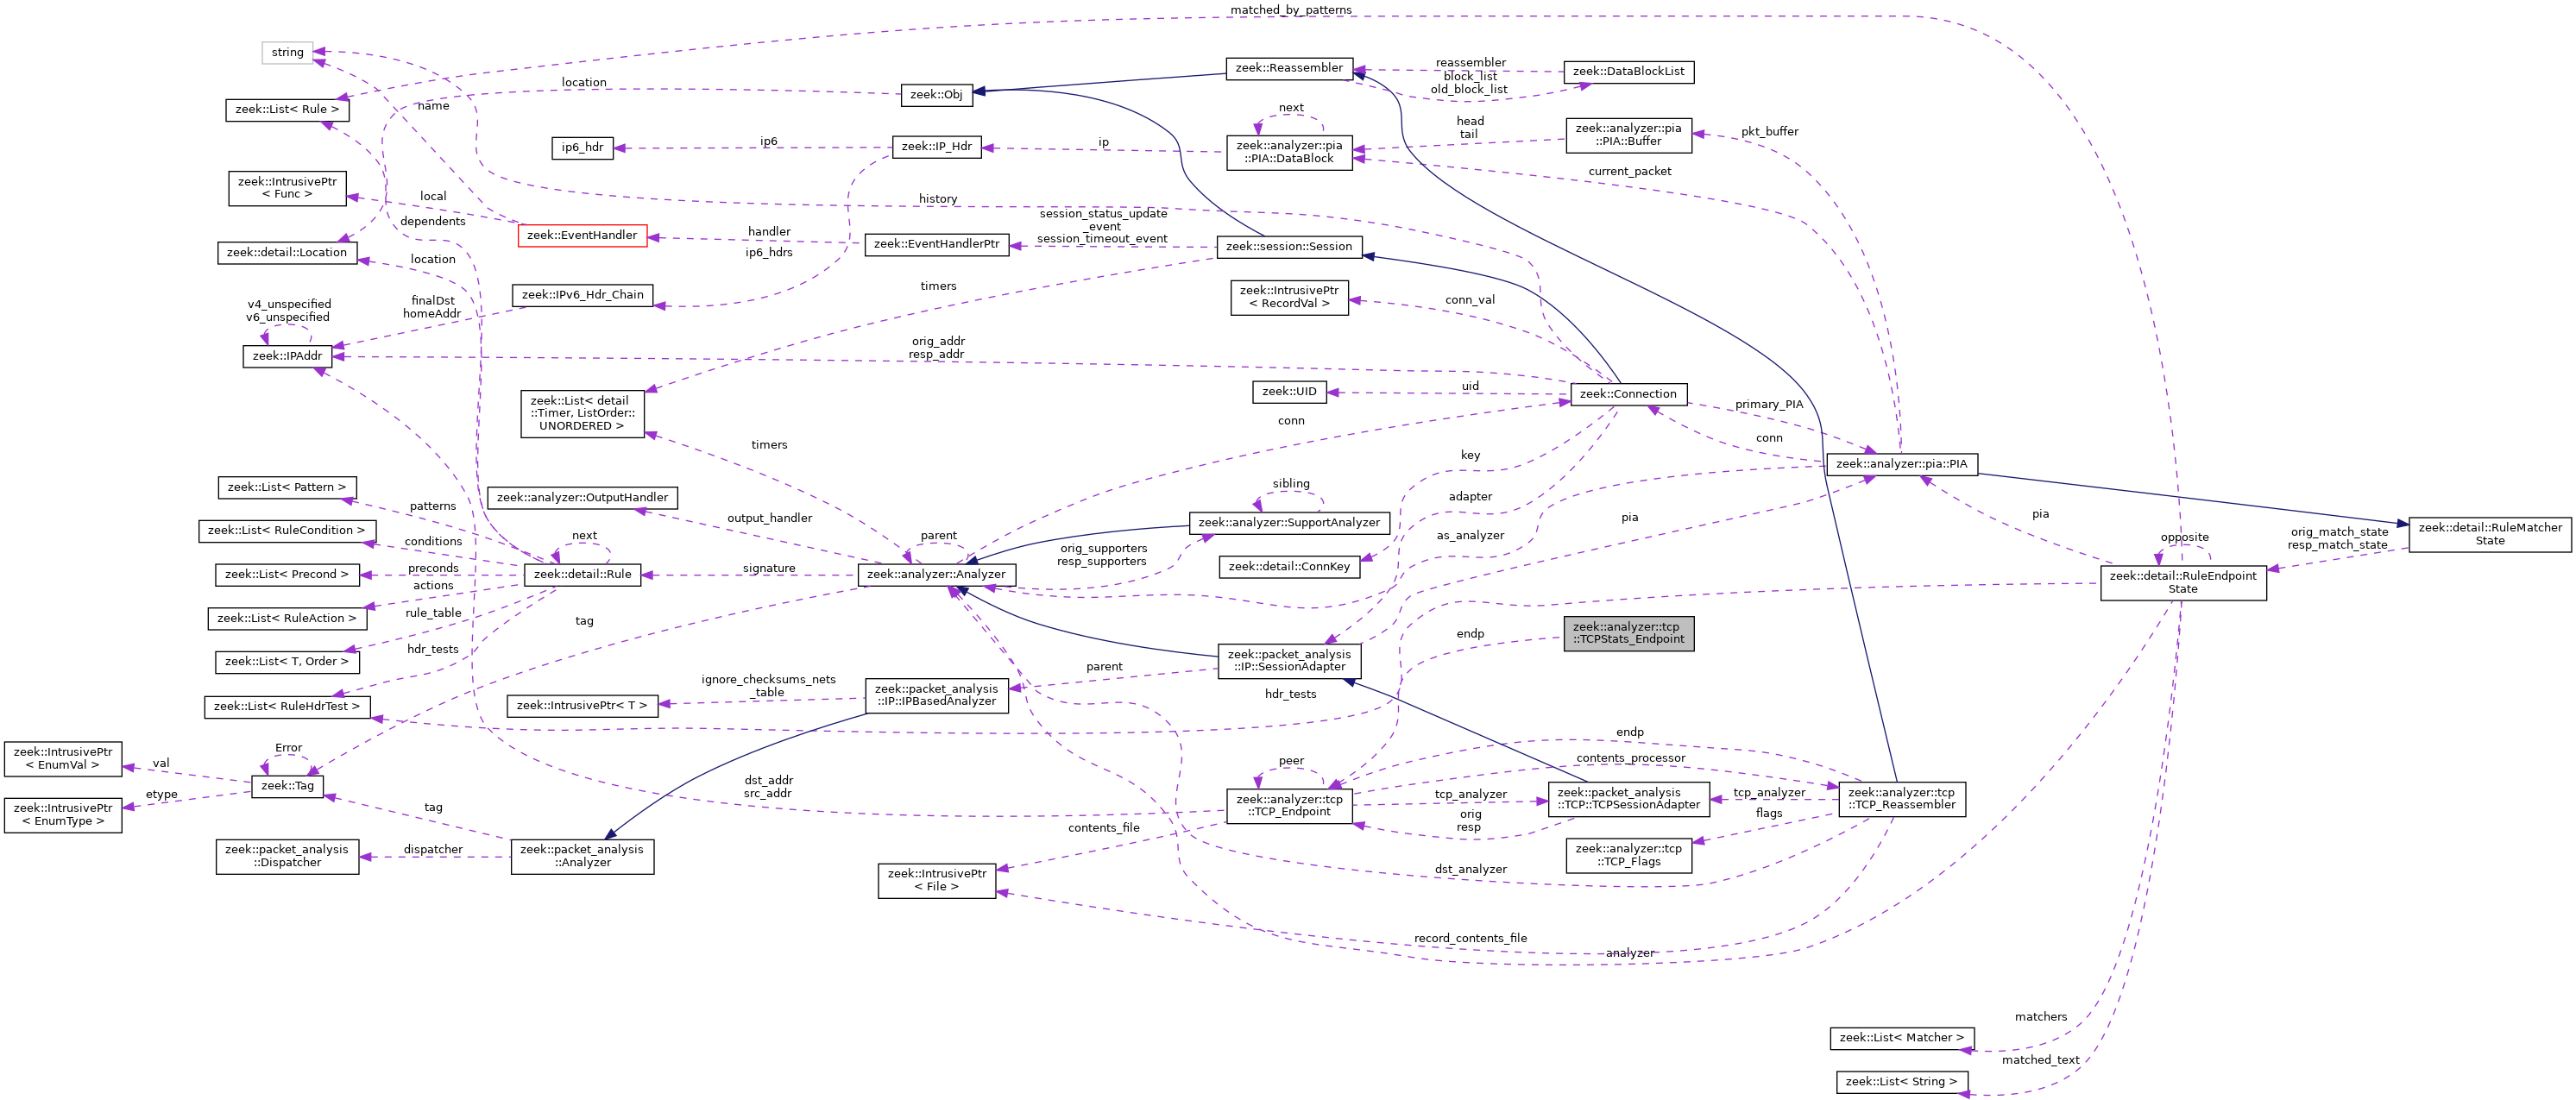 matched_by_patterns
string
location
zeek::Reassembler
reassembler
block_list
old_block_list
zeek::DataBlockList
zeek::List< Rule >
name
zeek::Obj
next
head
tail
zeek::analyzer::pia
::PIA::Buffer
pkt_buffer
ip6_hdr
ip6
zeek::IP_Hdr
ip
zeek::analyzer::pia
::PIA::DataBlock
current_packet
zeek::IntrusivePtr
< Func >
local
history
dependents
zeek::EventHandler
handler
ip6_hdrs
zeek::EventHandlerPtr
session_status_update
_event
session_timeout_event
zeek::session::Session
zeek::detail::Location
location
timers
zeek::IPv6_Hdr_Chain
zeek::IntrusivePtr
< RecordVal >
conn_val
v4_unspecified
v6_unspecified
finalDst
homeAddr
zeek::IPAddr
orig_addr
resp_addr
zeek::List< detail
::Timer, ListOrder::
UNORDERED >
zeek::UID
uid
zeek::Connection
primary_PIA
conn
conn
timers
key
zeek::analyzer::pia::PIA
zeek::List< Pattern >
patterns
zeek::analyzer::OutputHandler
output_handler
sibling
adapter
zeek::List< RuleCondition >
conditions
next
parent
zeek::analyzer::SupportAnalyzer
as_analyzer
pia
pia
opposite
orig_match_state
resp_match_state
zeek::detail::RuleMatcher
State
orig_supporters
resp_supporters
zeek::detail::ConnKey
zeek::List< Precond >
preconds
zeek::detail::Rule
signature
zeek::analyzer::Analyzer
zeek::detail::RuleEndpoint
State
actions
zeek::List< RuleAction >
rule_table
tag
zeek::List< T, Order >
hdr_tests
zeek::packet_analysis
::IP::SessionAdapter
endp
zeek::analyzer::tcp
::TCPStats_Endpoint
parent
zeek::List< RuleHdrTest >
zeek::IntrusivePtr< T >
ignore_checksums_nets
_table
zeek::packet_analysis
::IP::IPBasedAnalyzer
hdr_tests
zeek::IntrusivePtr
< EnumVal >
val
Error
zeek::Tag
etype
zeek::IntrusivePtr
< EnumType >
dst_addr
src_addr
peer
endp
contents_processor
zeek::analyzer::tcp
::TCP_Endpoint
tcp_analyzer
zeek::packet_analysis
::TCP::TCPSessionAdapter
tcp_analyzer
zeek::analyzer::tcp
::TCP_Reassembler
tag
contents_file
orig
resp
flags
zeek::packet_analysis
::Dispatcher
dispatcher
zeek::packet_analysis
::Analyzer
zeek::analyzer::tcp
::TCP_Flags
zeek::IntrusivePtr
< File >
dst_analyzer
record_contents_file
analyzer
matchers
zeek::List< Matcher >
matched_text
zeek::List< String >